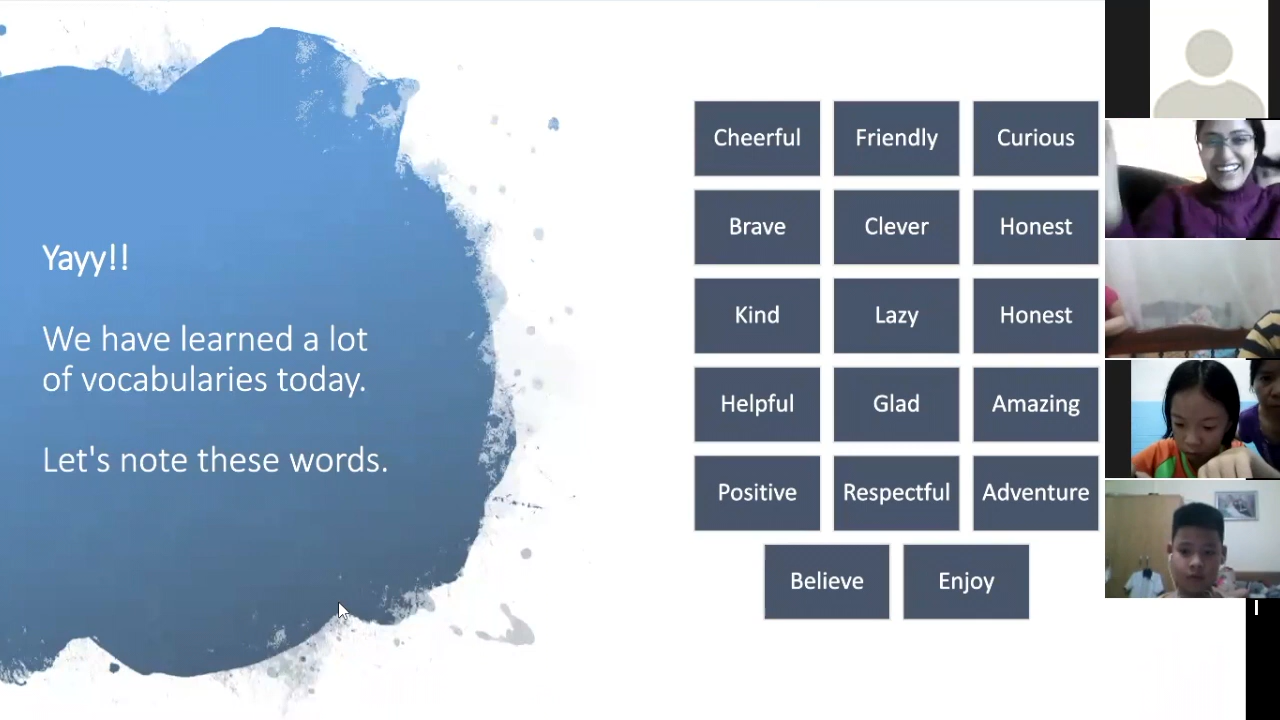 Yayy!!
We have learned a lot
of vocabularies today.
Let's note these words.
Cheerful
Friendly
Curious
Brave
Clever
Honest
Kind
Lazy
Honest
Helpful
Glad
Amazing
Positive
Respectful
Adventure
Believe
Enjoy